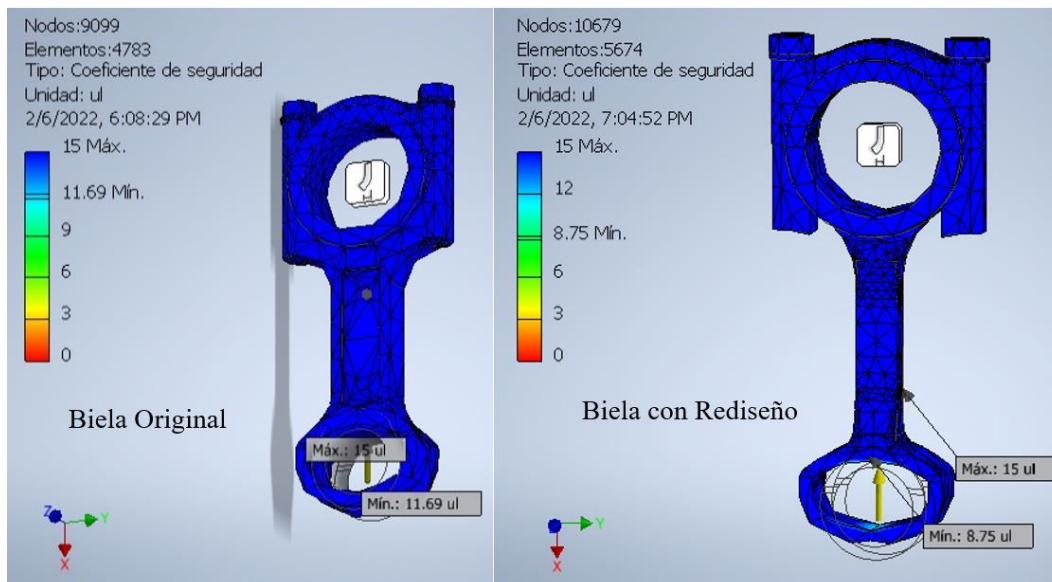 Nodos:9099
Elementos:4783
Tipo: Coeficiente de seguridad
Unidad: ul
2/6/2022, 6:08:29 PM
15 Máx.
11.69 Mín.
9
6
3
0
Biela Original
Máx.: 15 ul
Mín.: 11.69 ul
Z
Y
X
Nodos:10679
Elementos:5674
Tipo: Coeficiente de seguridad
Unidad: ul
2/6/2022, 7:04:52 PM
15 Máx.
12
8.75 Mín.
6
3
0
Biela con Rediseño
Máx.: 15 ul
Mín.: 8.75 ul
Y
X